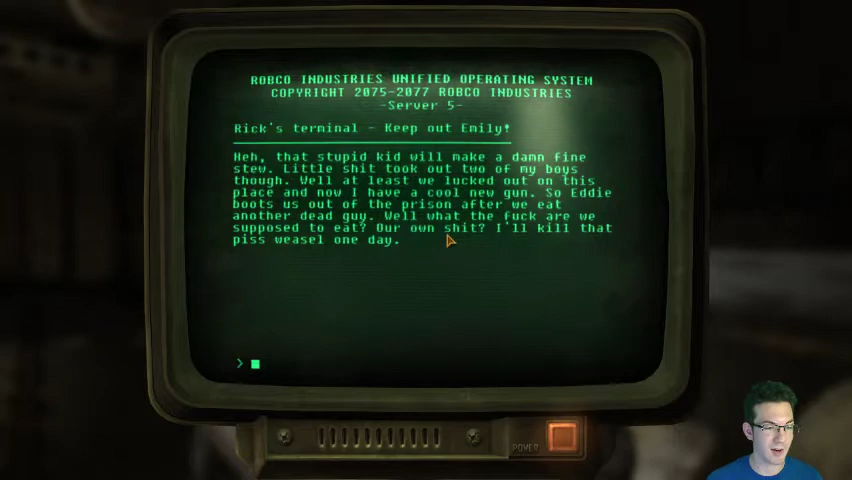 ROBCO INDUSTRIES UNIFIED OPERATING SYSTEM
COPYRIGHT 2075-2077 ROBCO INDUSTRIES
-Server 5-
Rick's terminal - Keep out Emily!
Heh, that stupid kid will make a damn fine
stew. Little shit took out two of my boys
though. Well at least we lucked out on this
place and now I have a cool new gun. So Eddie
boots us out of the prison after we eat
another dead guy. Well what the fuck are we
supposed to eat? Our own shit? I'll kill that
piss weasel one day.
>
POWER